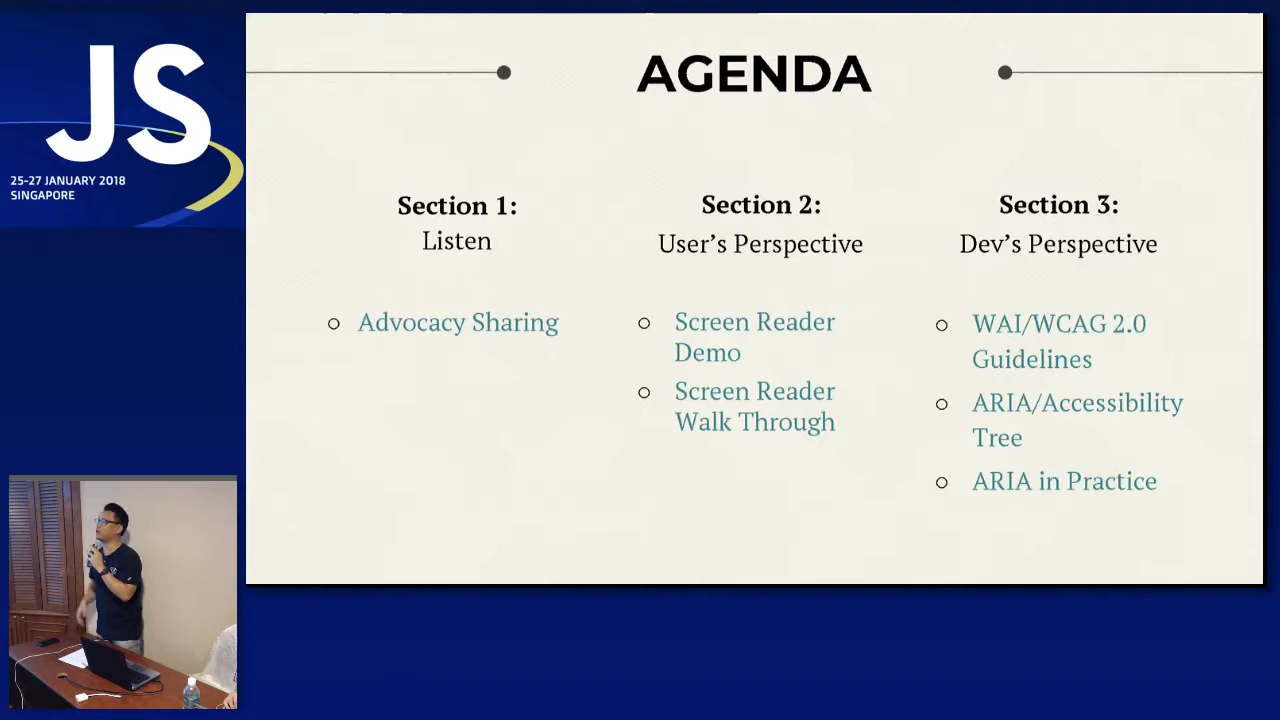 JS
25-27 JANUARY 2018
SINGAPORE
AGENDA
Section 1:
Listen
Advocacy Sharing
Section 2:
User’s Perspective
Screen Reader
Demo
Screen Reader
Walk Through
Section 3:
Dev’s Perspective
WAI/WCAG 2.0
Guidelines
ARIA/Accessibility
Tree
ARIA in Practice